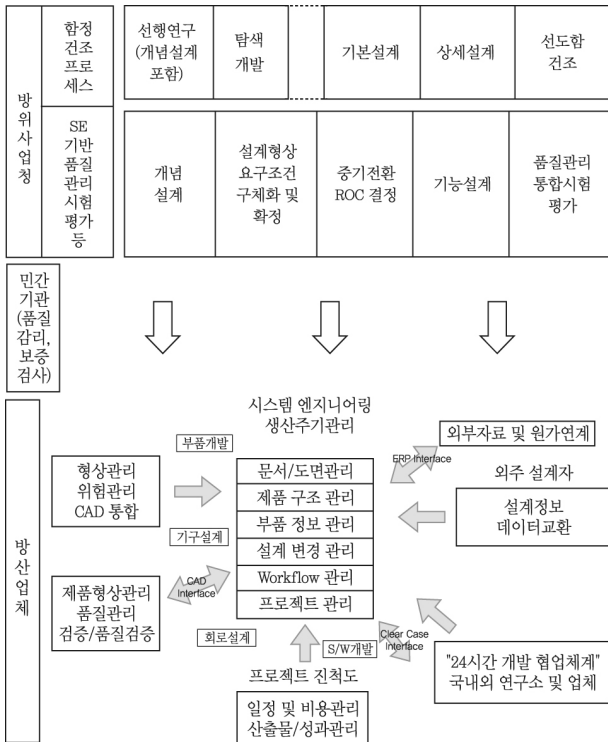 방위사업청
함정
건조
프로
세스
선행연구
(개념설계
포함)
탐색
개발
기본설계
상세설계
선도함
건조
SE
기반
품질
관리
시험
평가
등
개념
설계
설계형상
요구조건
구체화 및
확정
중기전환
ROC 결정
기능설계
품질관리
통합시험
평가
민간
기관
(품질
감리,
보증
검사)
방산업체
시스템 엔지니어링
생산주기관리
부품개발
형상관리
위험관리
CAD 통합
기구설계
CAD
Interface
제품형상관리
품질관리
검증/품질검증
회로설계
문서/도면관리
제품 구조 관리
부품 정보 관리
설계 변경 관리
Workflow 관리
프로젝트 관리
ERP Interface
외부자료 및 원가연계
외주 설계자
설계정보
데이터교환
S/W개발
Clear Case
Interface
"24시간 개발 협업체계"
국내외 연구소 및 업체
프로젝트 진척도
일정 및 비용관리
산출물/성과관리